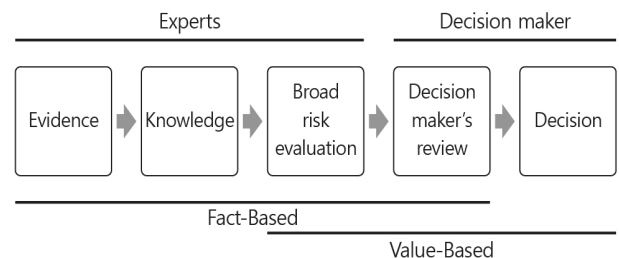 Experts
Decision maker
Evidence
Knowledge
Broad
risk
evaluation
Decision
maker's
review
Decision
Fact-Based
Value-Based